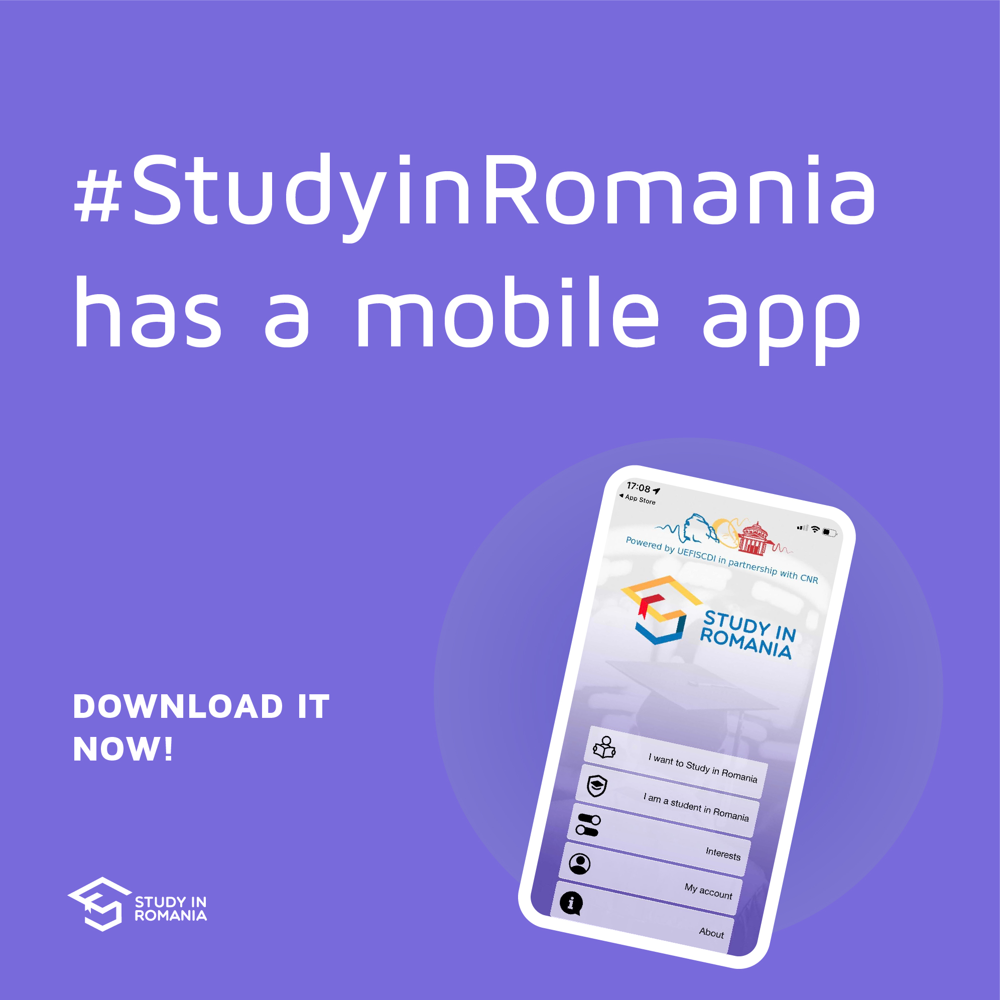 #StudyinRomania
has a mobile app
17:08
App Store
Powered by UEFISCDI in partnership with CNR
STUDY IN
ROMANIA
I want to Study in Romania
I am a student in Romania
Interests
My account
About
DOWNLOAD IT
NOW!
STUDY IN
ROMANIA